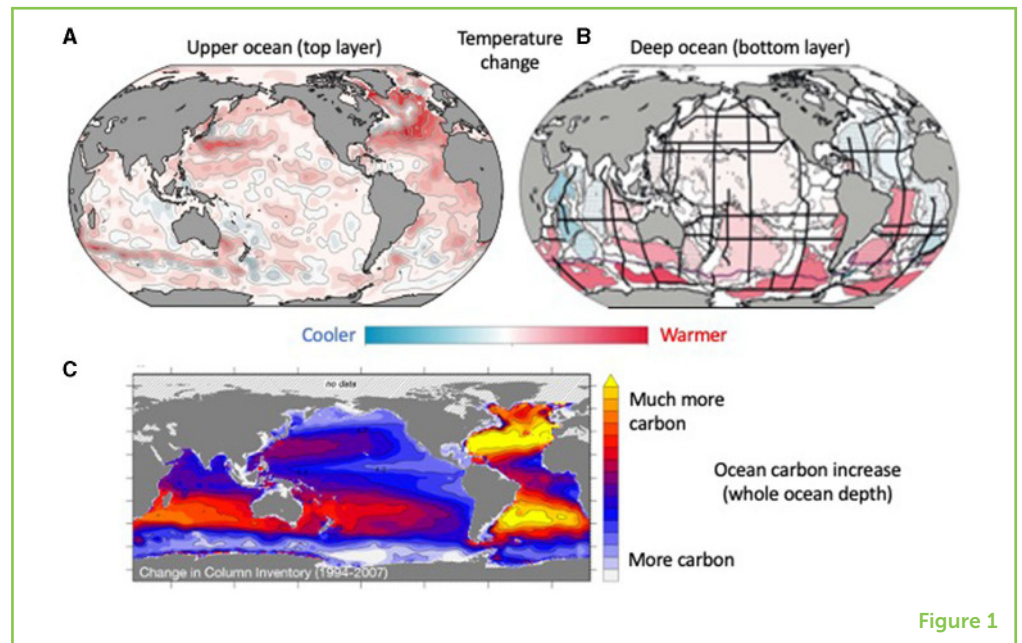 A
Upper ocean (top layer)
Temperature
change
B
Deep ocean (bottom layer)
Cooler
Warmer
C
no data
Change in Column Inventory (1994-2007)
Much more
carbon
More carbon
Ocean carbon increase
(whole ocean depth)
Figure 1